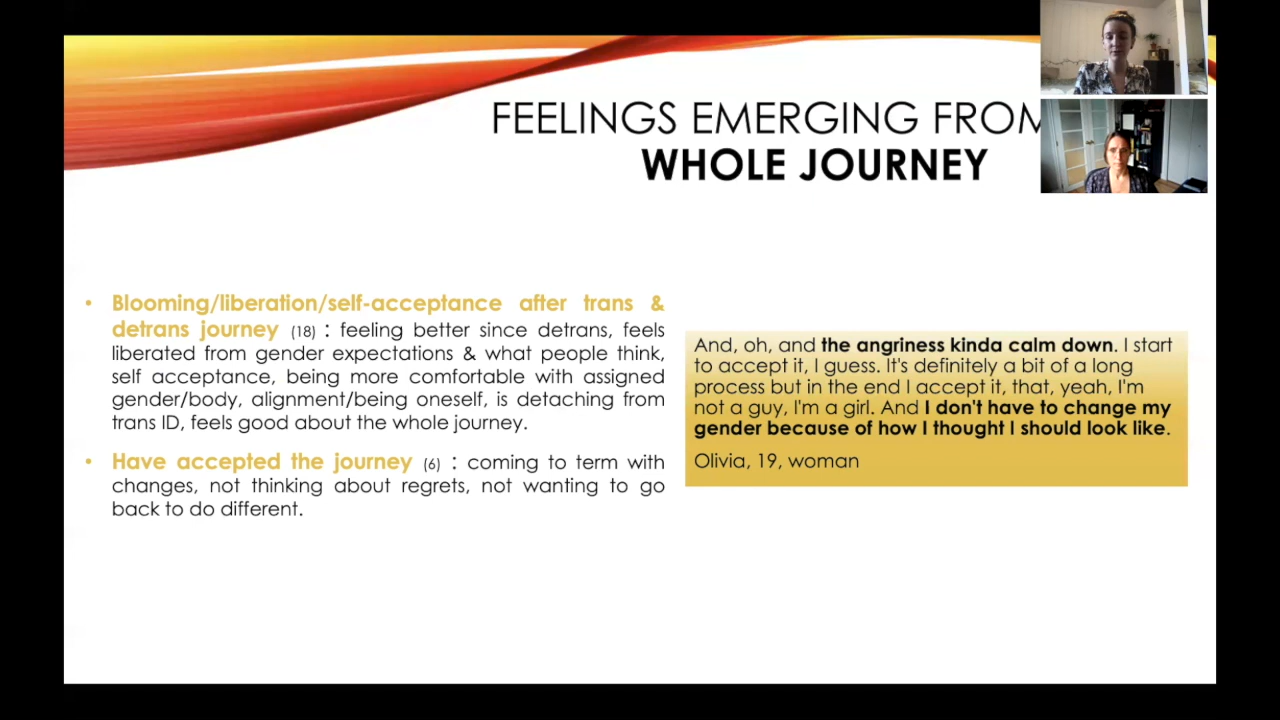 FEELINGS EMERGING FROM
WHOLE JOURNEY
• Blooming/liberation/self-acceptance after trans &
detrans journey (18) : feeling better since detrans, feels
liberated from gender expectations & what people think,
self acceptance, being more comfortable with assigned
gender/body, alignment/being oneself, is detaching from
trans ID, feels good about the whole journey.
• Have accepted the journey (6) : coming to term with
changes, not thinking about regrets, not wanting to go
back to do different.
And, oh, and the angriness kinda calm down. I start
to accept it, I guess. It's definitely a bit of a long
process but in the end I accept it, that, yeah, I'm
not a guy, I'm a girl. And I don't have to change my
gender because of how I thought I should look like.
Olivia, 19, woman